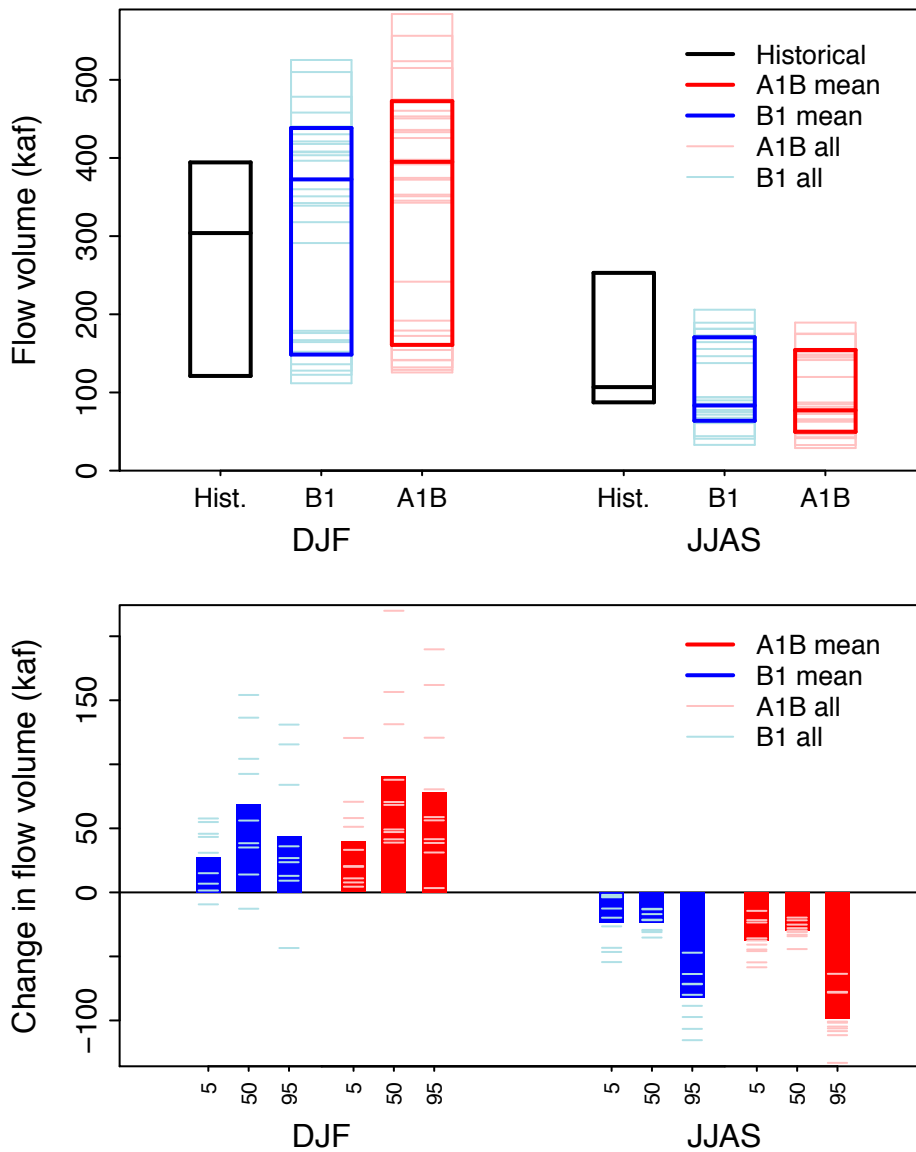 Flow volume (kaf)
500
400
300
200
100
0
Historical
A1B mean
B1 mean
A1B all
B1 all
Hist. B1 A1B Hist. B1 A1B
DJF JJAS
Change in flow volume (kaf)
150
50
0
−100
A1B mean
B1 mean
A1B all
B1 all
5 50 95 5 50 95 5 50 95 5 50 95
DJF JJAS